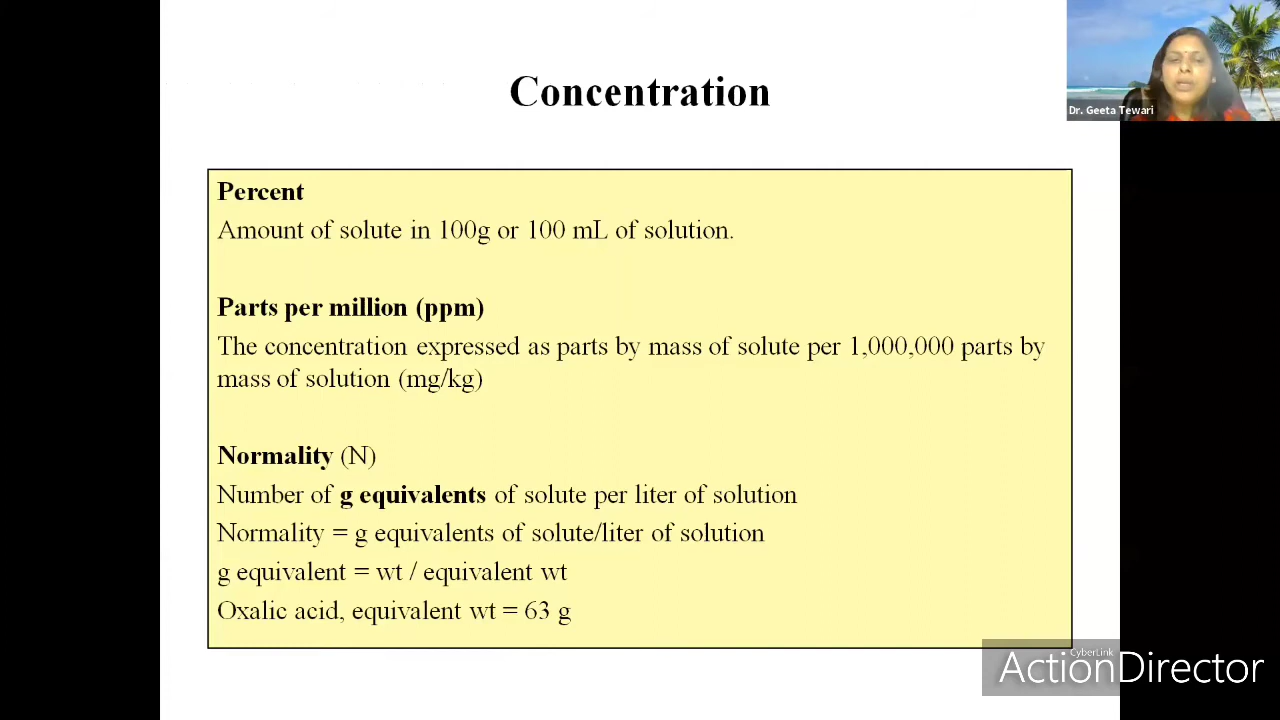 Concentration
Dr. Geeta Tewari
Percent
Amount of solute in 100g or 100 mL of solution.
Parts per million (ppm)
The concentration expressed as parts by mass of solute per 1,000,000 parts by
mass of solution (mg/kg)
Normality (N)
Number of g equivalents of solute per liter of solution
Normality = g equivalents of solute/liter of solution
g equivalent = wt / equivalent wt
Oxalic acid, equivalent wt = 63 g
CyberLink
ActionDirector